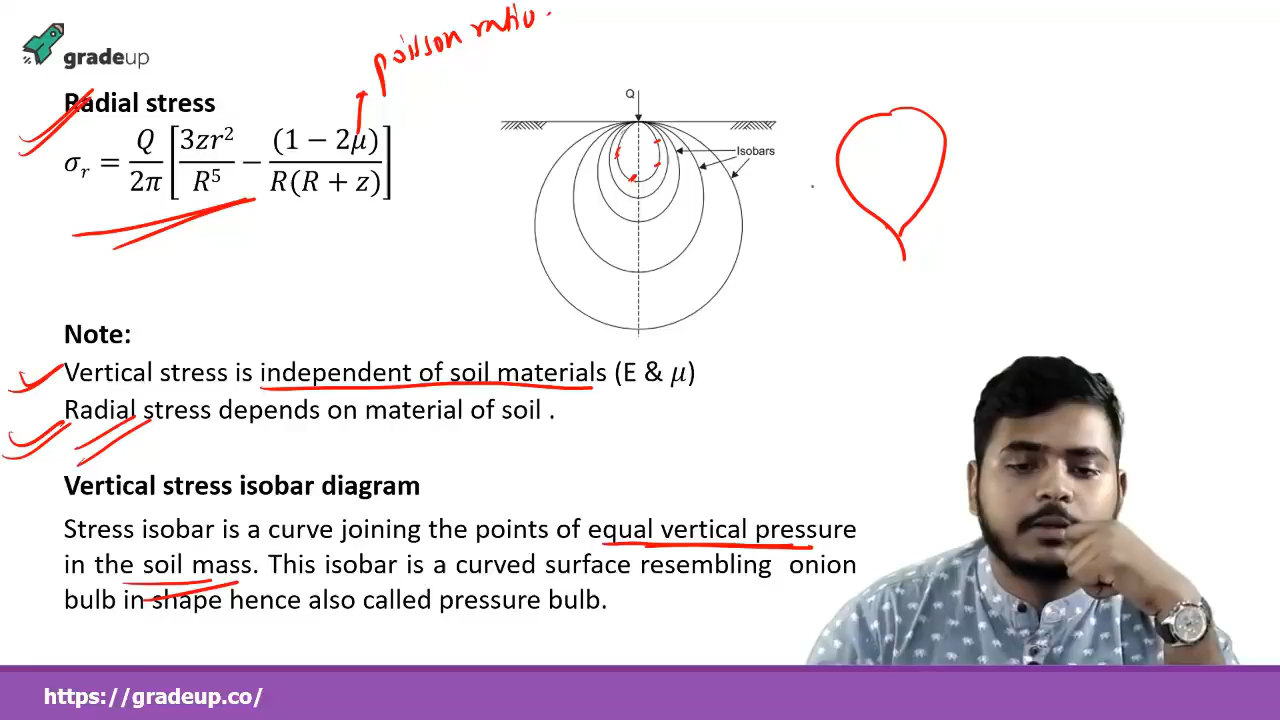 gradeup
poisson ratio.
Radial stress
σr = Q/2π [3zr²/R⁵ − (1 − 2μ)/R(R + z)]
Q
Isobars
Note:
Vertical stress is independent of soil materials (E & μ)
Radial stress depends on material of soil .
Vertical stress isobar diagram
Stress isobar is a curve joining the points of equal vertical pressure
in the soil mass. This isobar is a curved surface resembling onion
bulb in shape hence also called pressure bulb.
https://gradeup.co/